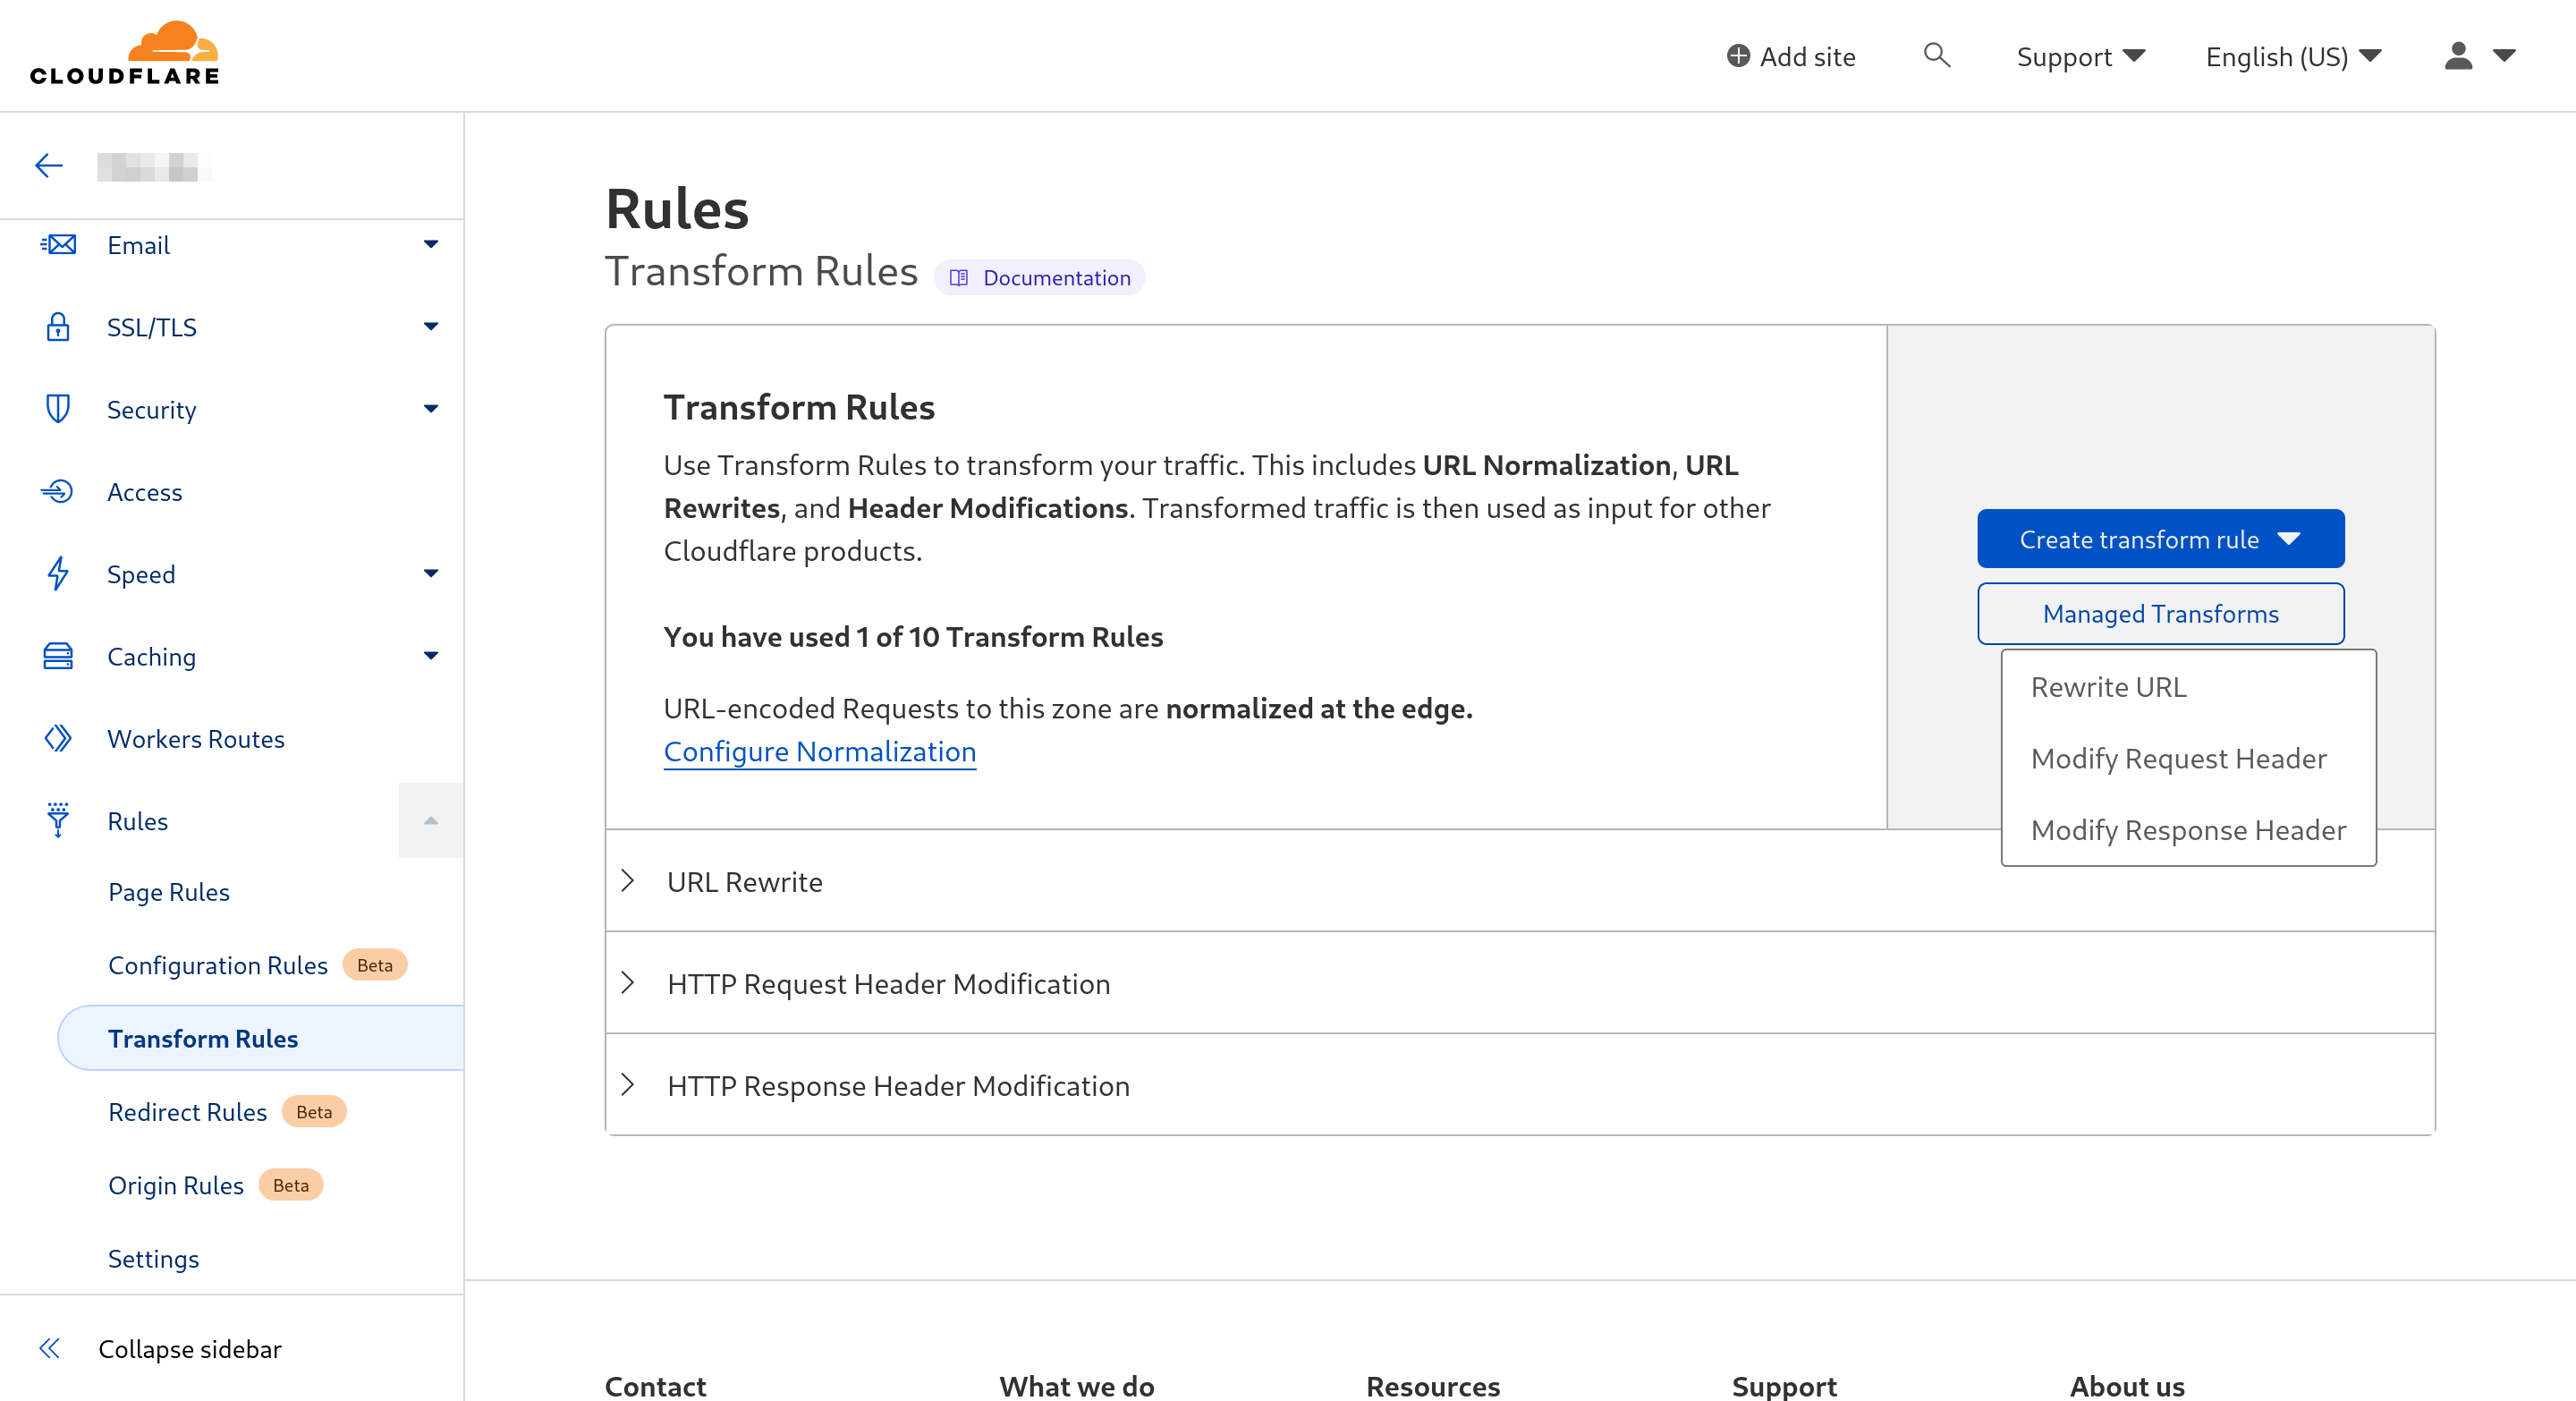 CLOUDFLARE
Add site
Support
English (US)
Email
SSL/TLS
Security
Access
Speed
Caching
Workers Routes
Rules
Page Rules
Configuration Rules Beta
Transform Rules
Redirect Rules Beta
Origin Rules Beta
Settings
Collapse sidebar
Rules
Transform Rules Documentation
Transform Rules
Use Transform Rules to transform your traffic. This includes URL Normalization, URL
Rewrites, and Header Modifications. Transformed traffic is then used as input for other
Cloudflare products.
You have used 1 of 10 Transform Rules
URL-encoded Requests to this zone are normalized at the edge.
Configure Normalization
Create transform rule
Managed Transforms
Rewrite URL
Modify Request Header
Modify Response Header
URL Rewrite
HTTP Request Header Modification
HTTP Response Header Modification
Contact
What we do
Resources
Support
About us